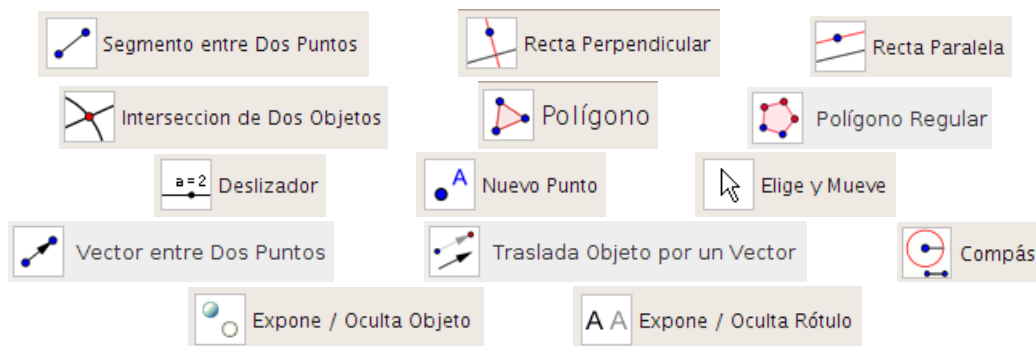 Segmento entre Dos Puntos Recta Perpendicular Recta Paralela
Interseccion de Dos Objetos Polígono Polígono Regular
a=2 Deslizador A Nuevo Punto Elige y Mueve
Vector entre Dos Puntos Traslada Objeto por un Vector Compás
Expone / Oculta Objeto A A Expone / Oculta Rótulo